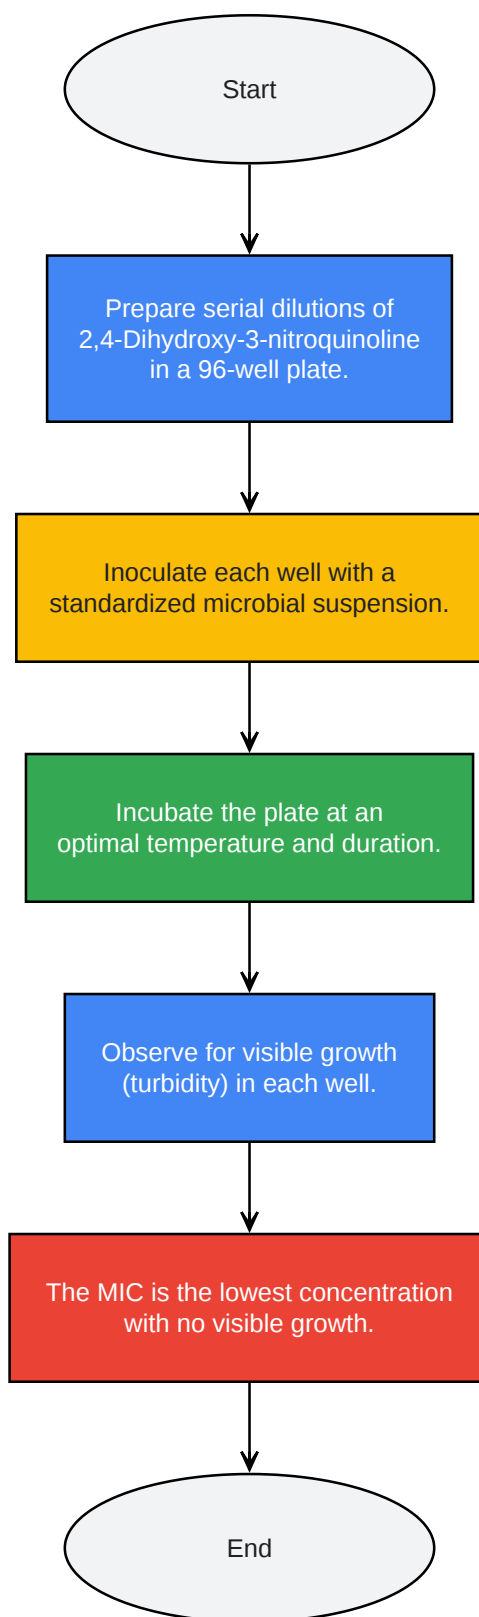 Start
Prepare serial dilutions of
2,4-Dihydroxy-3-nitroquinoline
in a 96-well plate.
Inoculate each well with a
standardized microbial suspension.
Incubate the plate at an
optimal temperature and duration.
Observe for visible growth
(turbidity) in each well.
The MIC is the lowest concentration
with no visible growth.
End